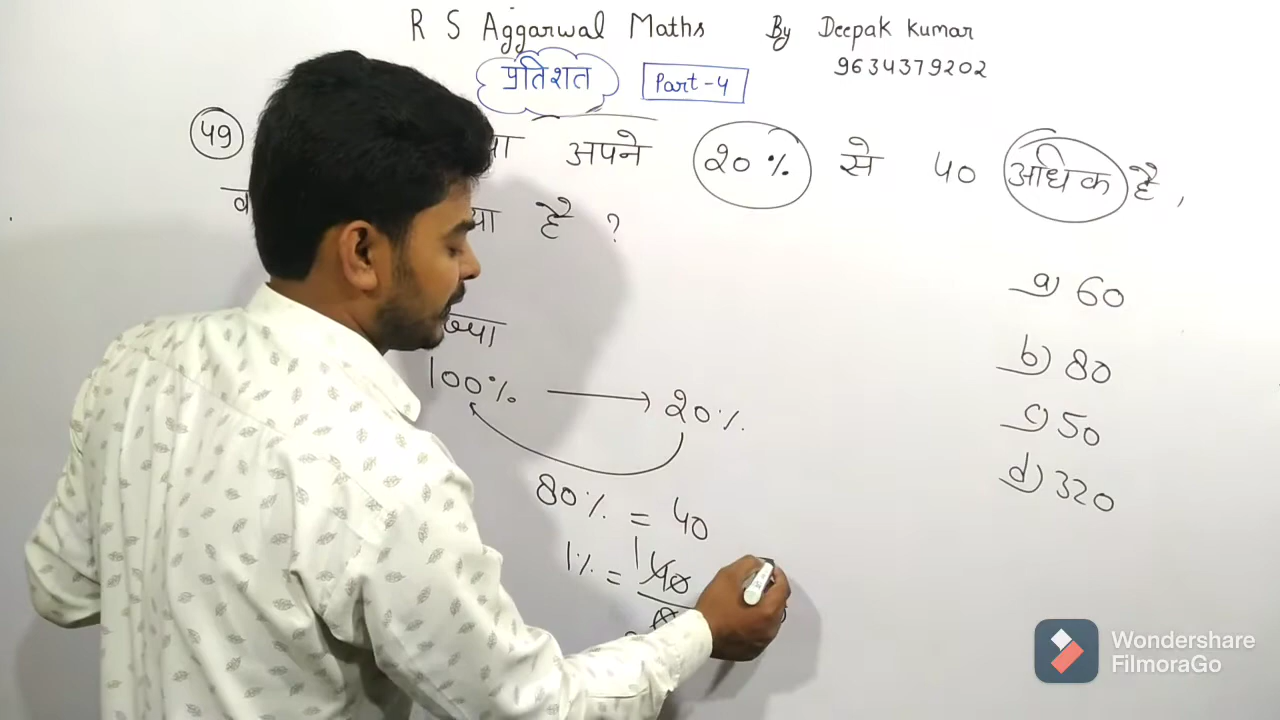 R S Aggarwal Maths By Deepak Kumar
9634379202
प्रतिशत Part-4
49 अपने 20% से 40 अधिक है,
है ?
a) 60
100% 20%
b) 80
c) 50
80% = 40
d) 320
1% = 1 40
Wondershare
FilmoraGo